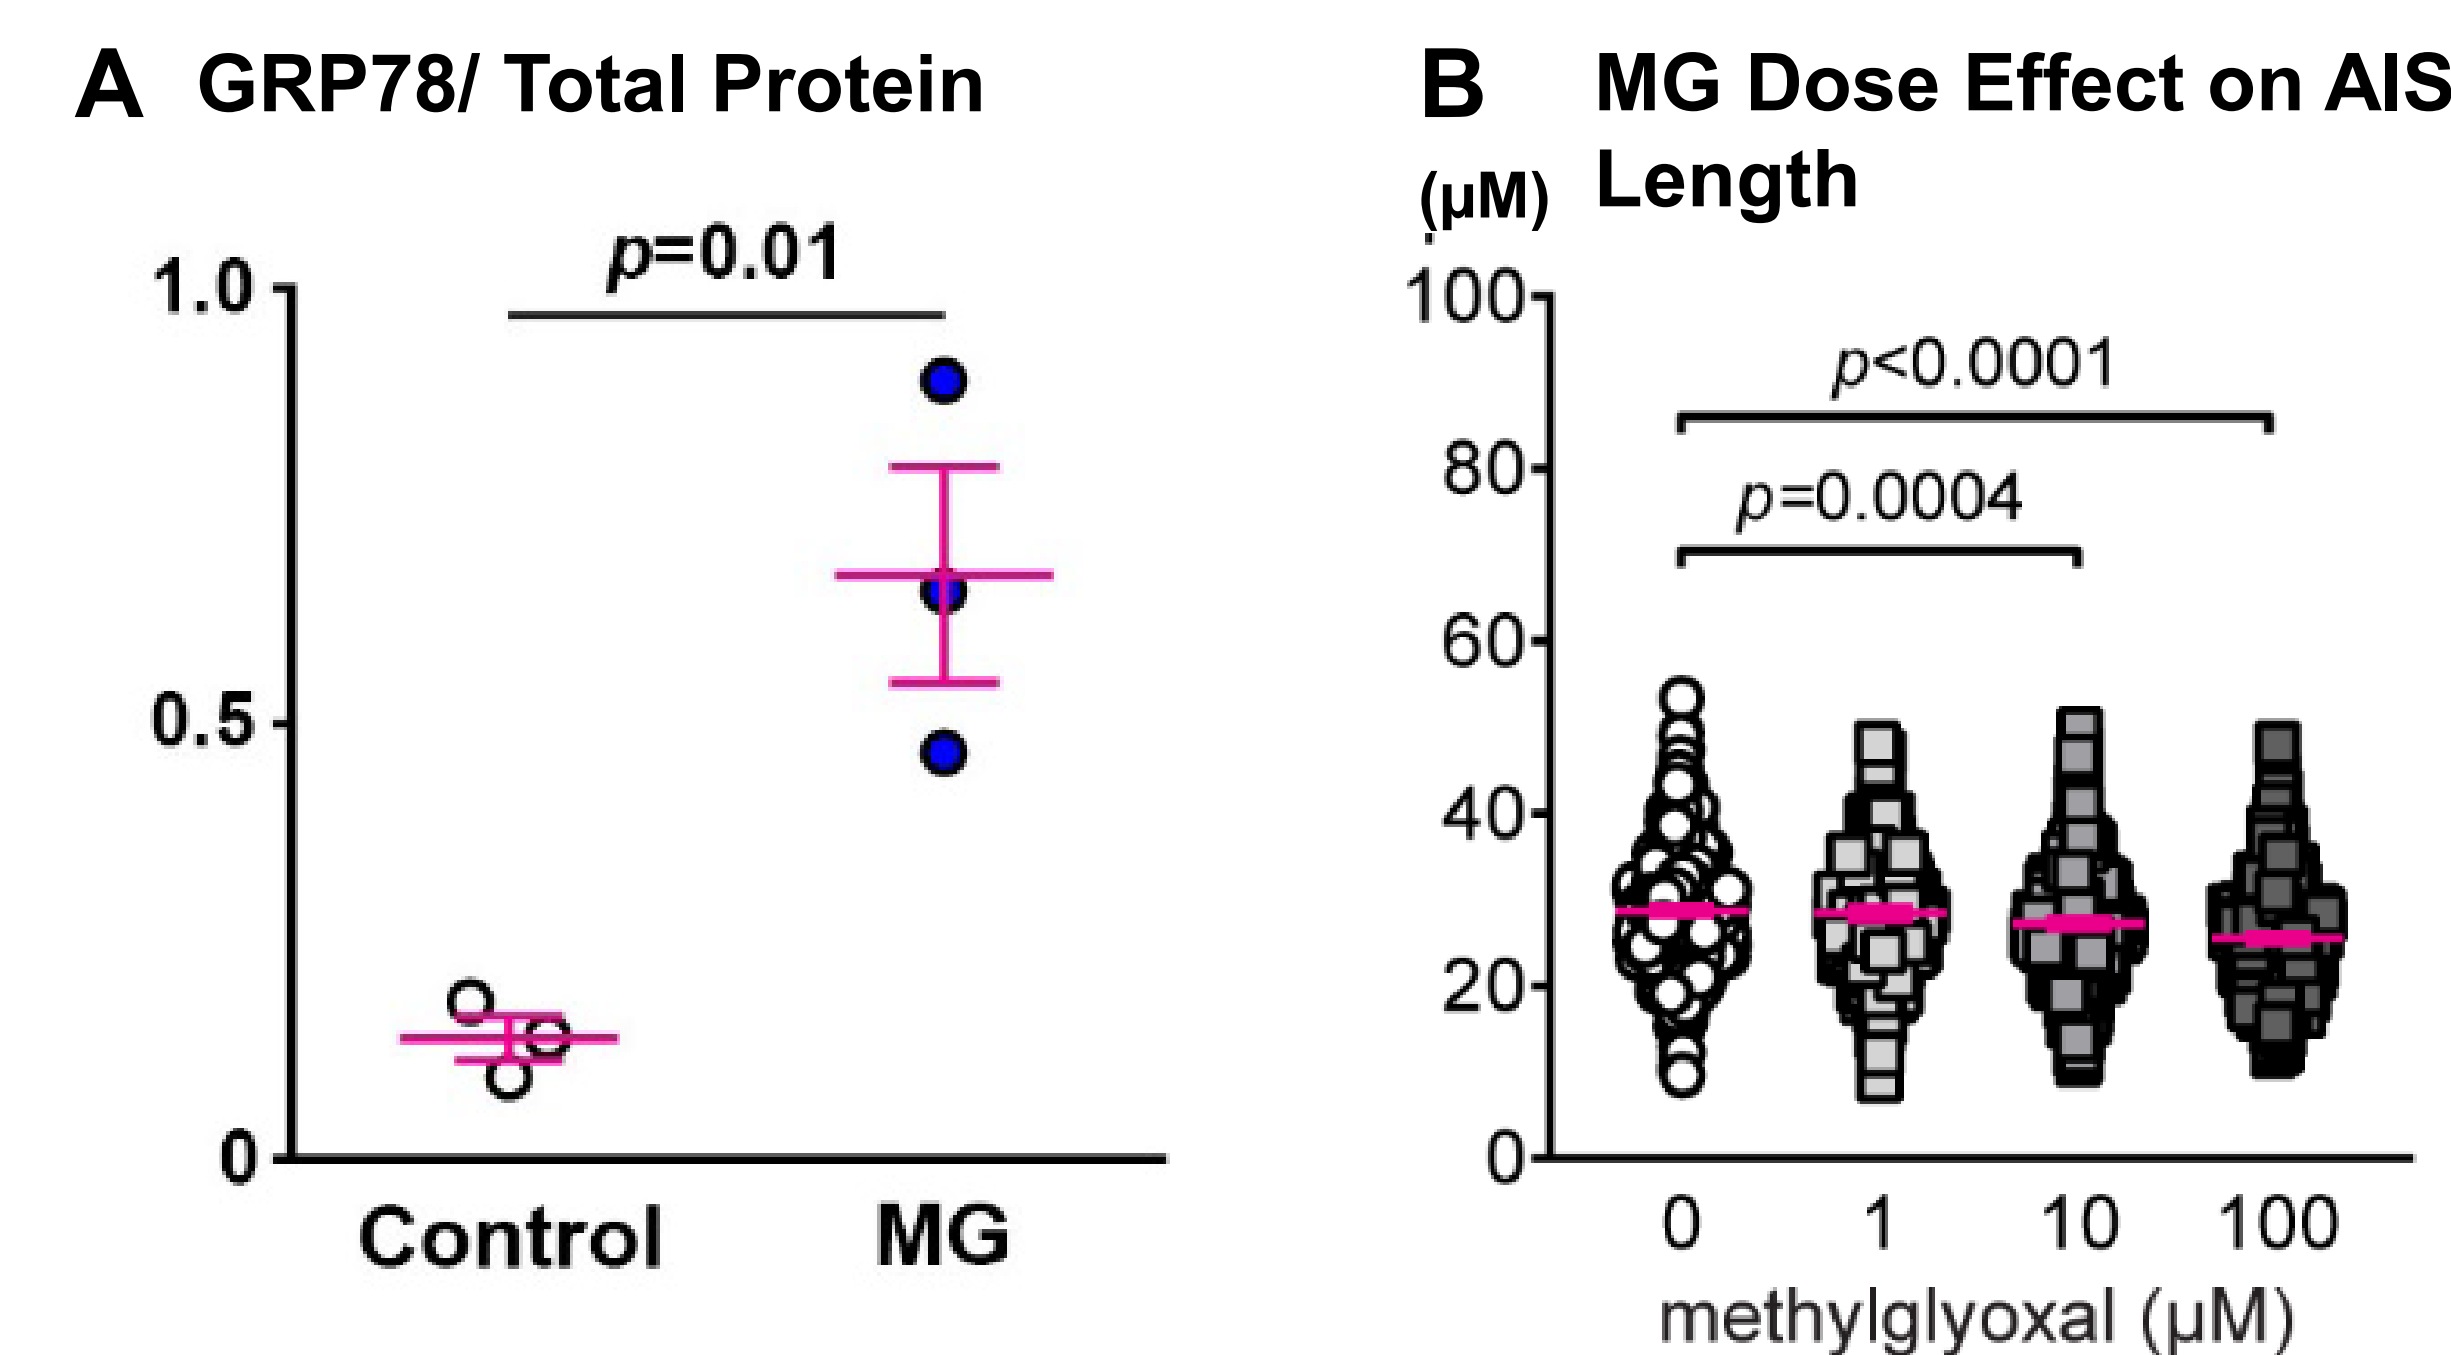 A GRP78/ Total Protein
p=0.01
1.0
0.5
0
Control MG
B MG Dose Effect on AIS
Length
(µM)
100
80
60
40
20
0
p<0.0001
p=0.0004
0 1 10 100
methylglyoxal (µM)